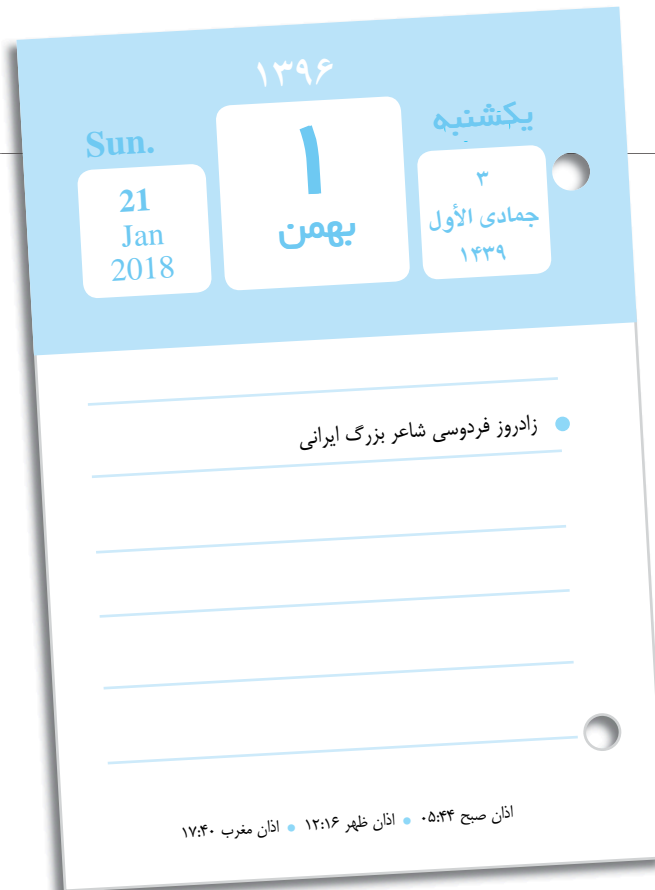 ۱۳۹۶
یکشنبه
۳
جمادی الأول
۱۴۳۹
۱
بهمن
Sun.
21
Jan
2018
زادروز فردوسی شاعر بزرگ ایرانی
اذان صبح ۰۵:۴۴ • اذان ظهر ۱۲:۱۶ • اذان مغرب ۱۷:۴۰